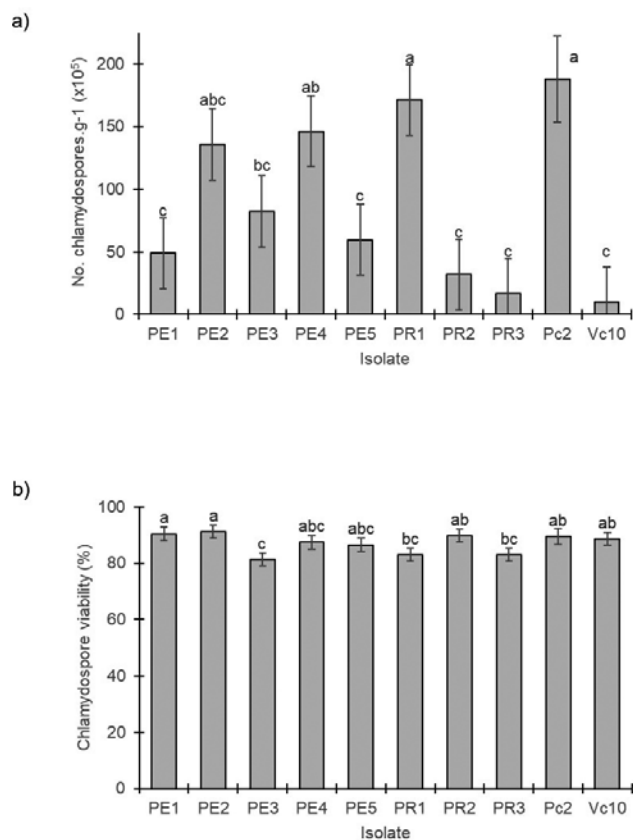 a)
No. chlamydospores.g-1 (x10⁵)
200
150
100
50
0
c
abc
bc
ab
c
a
c
c
a
c
PE1 PE2 PE3 PE4 PE5 PR1 PR2 PR3 Pc2 Vc10
Isolate
b)
Chlamydospore viability (%)
100
80
60
40
20
0
a
a
c
abc
abc
bc
ab
bc
ab
ab
PE1 PE2 PE3 PE4 PE5 PR1 PR2 PR3 Pc2 Vc10
Isolate